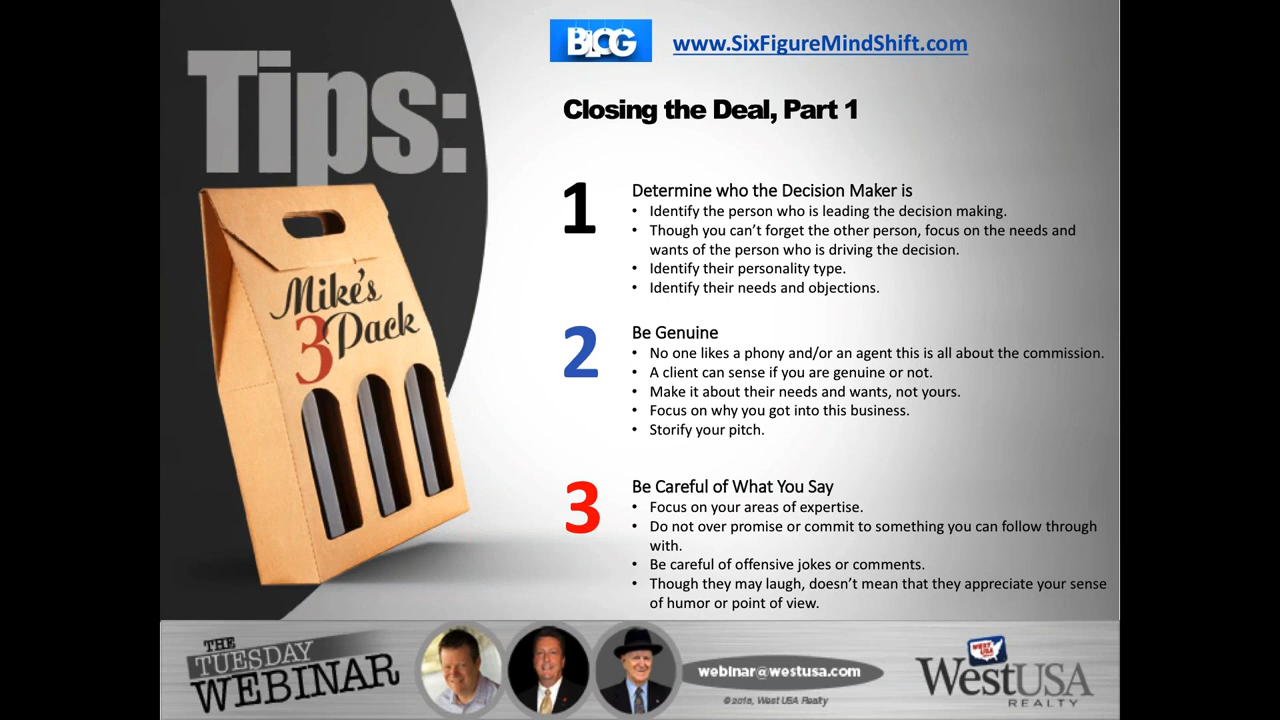 Tips:
Mike's
3 Pack
BLOG
www.SixFigureMindShift.com
Closing the Deal, Part 1
1
Determine who the Decision Maker is
• Identify the person who is leading the decision making.
• Though you can't forget the other person, focus on the needs and
wants of the person who is driving the decision.
• Identify their personality type.
• Identify their needs and objections.
2
Be Genuine
• No one likes a phony and/or an agent this is all about the commission.
• A client can sense if you are genuine or not.
• Make it about their needs and wants, not yours.
• Focus on why you got into this business.
• Storify your pitch.
3
Be Careful of What You Say
• Focus on your areas of expertise.
• Do not over promise or commit to something you can follow through
with.
• Be careful of offensive jokes or comments.
• Though they may laugh, doesn't mean that they appreciate your sense
of humor or point of view.
THE
TUESDAY
WEBINAR
webinar@westusa.com
©2016, West USA Realty
WEST
USA
WestUSA
REALTY